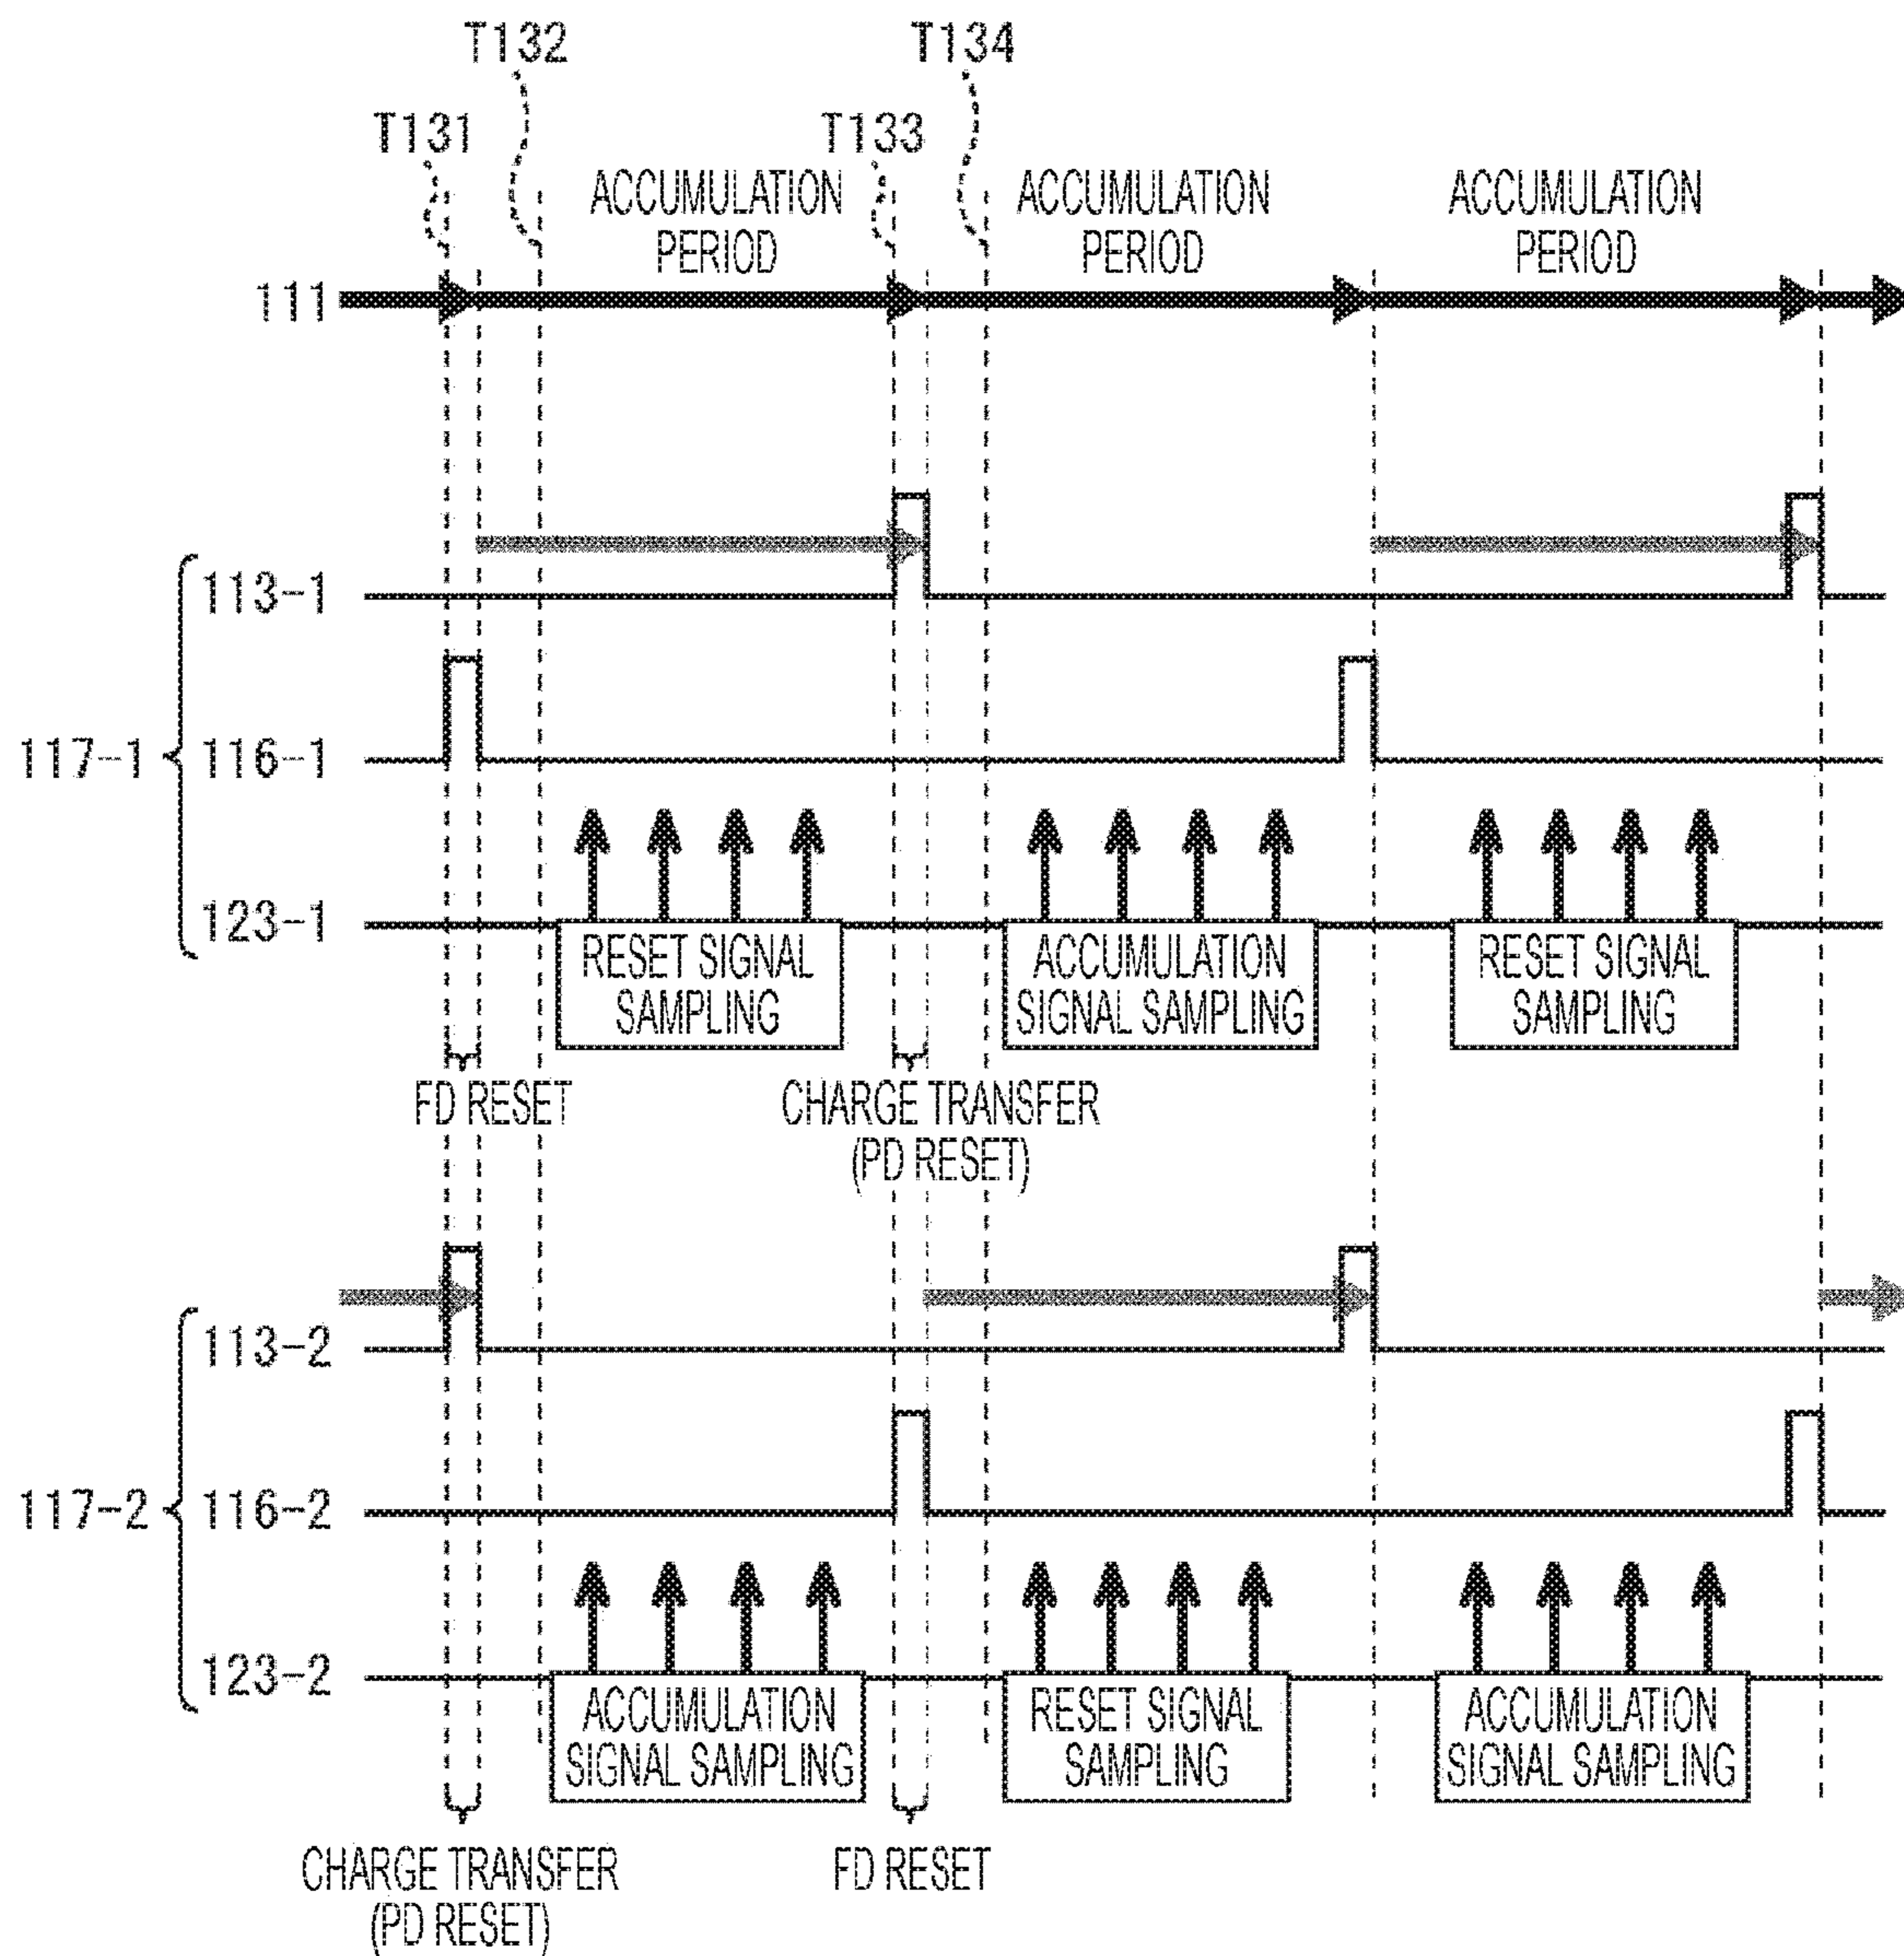 T132
T134
T131
T133
ACCUMULATION
PERIOD
ACCUMULATION
PERIOD
ACCUMULATION
PERIOD
111
113-1
117-1
116-1
123-1
RESET SIGNAL
SAMPLING
ACCUMULATION
SIGNAL SAMPLING
RESET SIGNAL
SAMPLING
FD RESET
CHARGE TRANSFER
(PD RESET)
113-2
117-2
116-2
123-2
ACCUMULATION
SIGNAL SAMPLING
RESET SIGNAL
SAMPLING
ACCUMULATION
SIGNAL SAMPLING
CHARGE TRANSFER
(PD RESET)
FD RESET